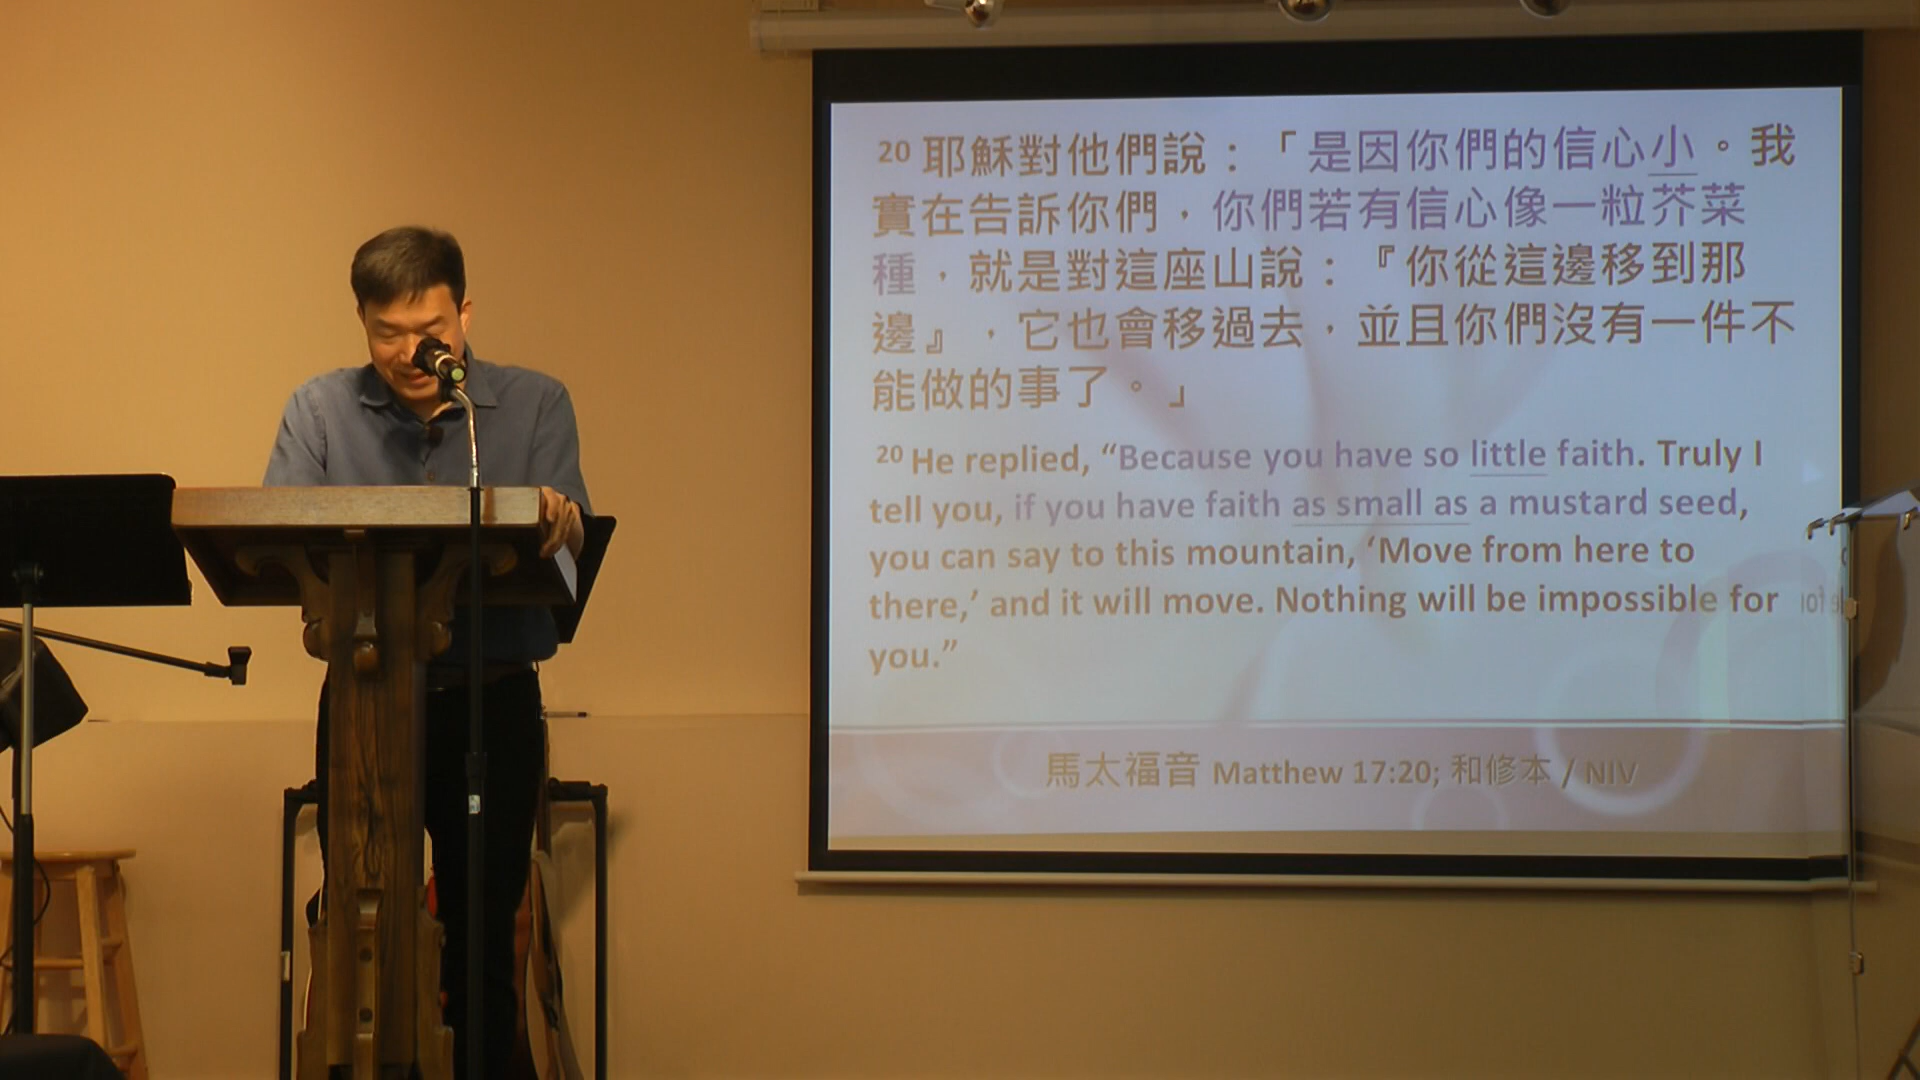 20 耶穌對他們說：「是因你們的信心小。我
實在告訴你們，你們若有信心像一粒芥菜
種，就是對這座山說：『你從這邊移到那
邊』，它也會移過去，並且你們沒有一件不
能做的事了。」
20 He replied, “Because you have so little faith. Truly I
tell you, if you have faith as small as a mustard seed,
you can say to this mountain, ‘Move from here to
there,’ and it will move. Nothing will be impossible for
you.”
馬太福音 Matthew 17:20; 和修本 / NIV